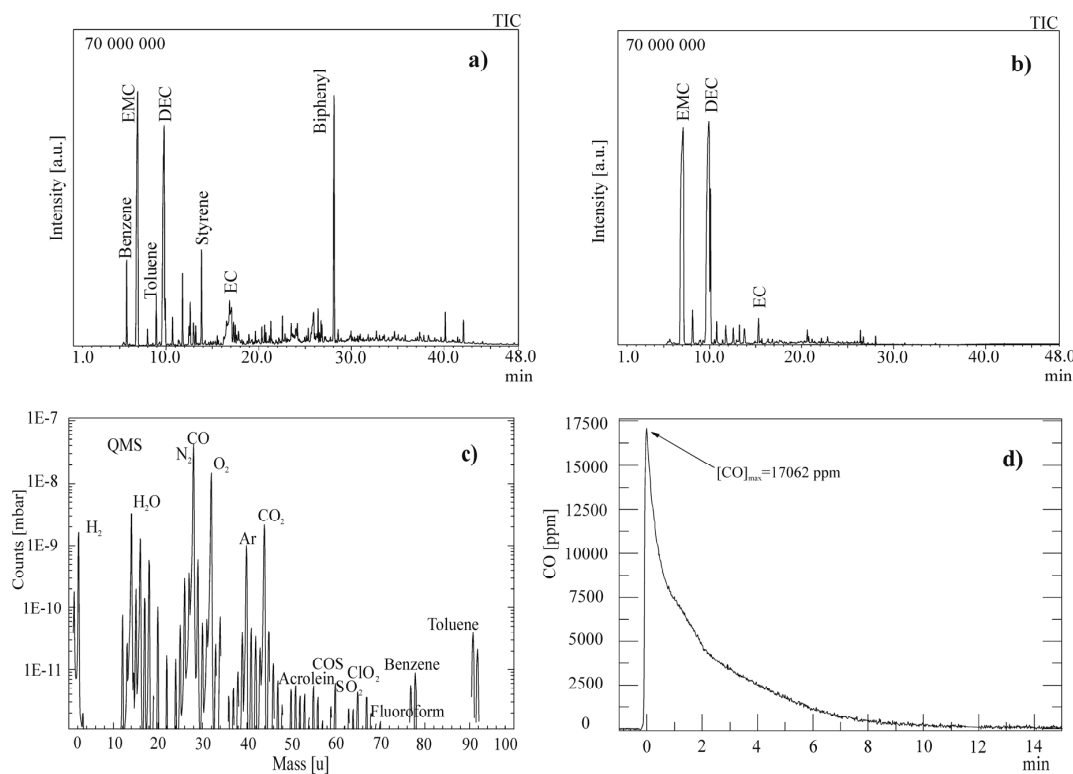 TIC
70 000 000
a)
EMC
DEC
Benzene
Toluene
Styrene
EC
Biphenyl
Intensity [a.u.]
1.0 10.0 20.0 30.0 40.0 48.0
min
TIC
70 000 000
b)
EMC
DEC
EC
Intensity [a.u.]
1.0 10.0 20.0 30.0 40.0 48.0
min
1E-7
1E-8
1E-9
1E-10
1E-11
Counts [mbar]
QMS
c)
H₂
H₂O
N₂
CO
O₂
Ar
CO₂
Acrolein
COS
SO₂
ClO₂
Fluoroform
Benzene
Toluene
0 10 20 30 40 50 60 70 80 90 100
Mass [u]
17500
15000
12500
10000
7500
5000
2500
0
CO [ppm]
d)
[CO]max=17062 ppm
0 2 4 6 8 10 12 14
min